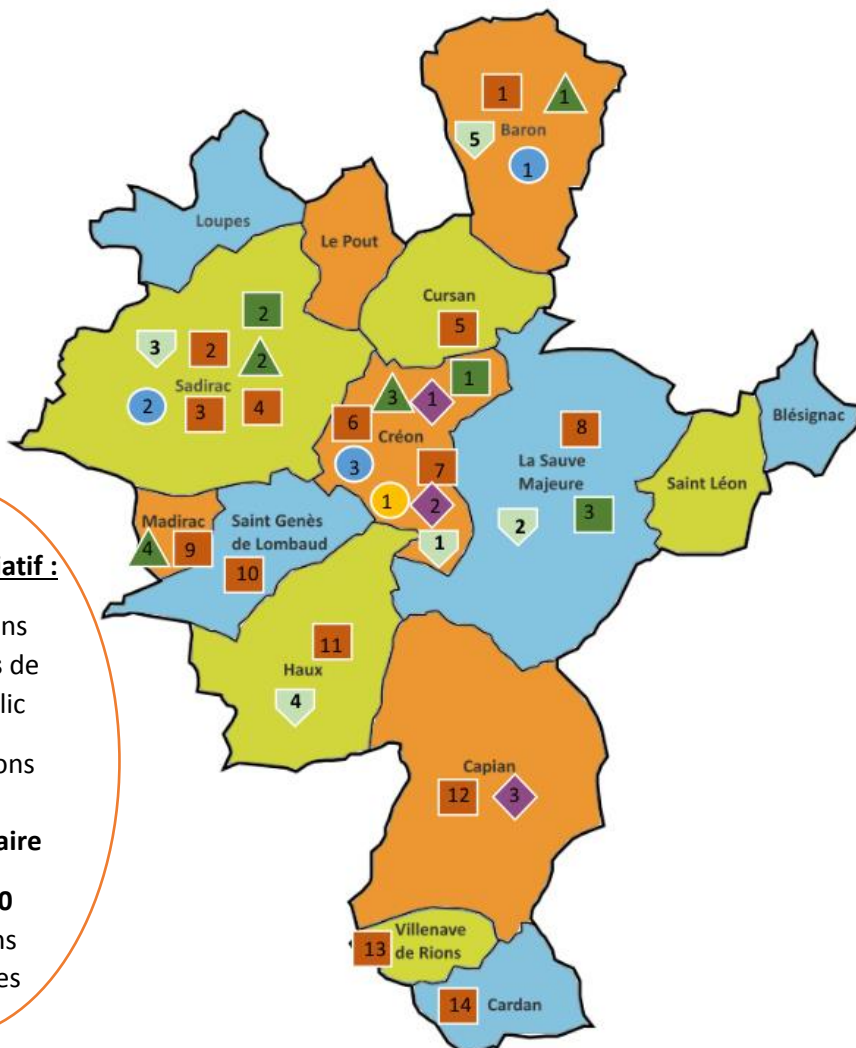 1
1
Baron
5
1
Loupes
Le Pout
Cursan
5
2
3
2
2
Sadirac
2
3
4
3
1
1
6
Créon
3
7
1
2
1
8
La Sauve
Majeure
2
3
Saint Léon
Blésignac
Madirac
4
9
Saint Genès
de Lombaud
10
11
Haux
4
Capian
12
3
Villenave
de Rions
13
14
Cardan
atif :
ns
s de
lic
ons
aire
0
ns
es